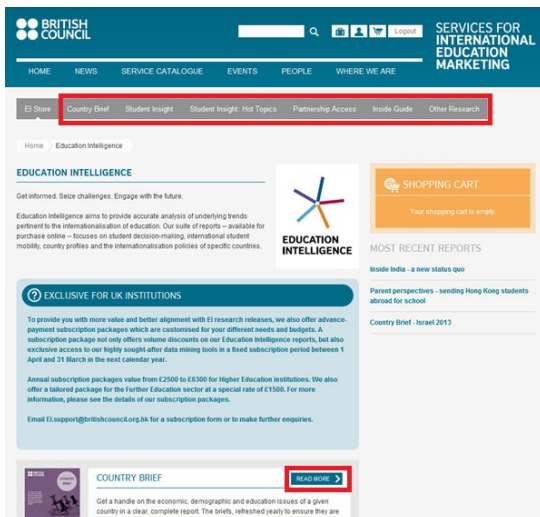 BRITISH
COUNCIL
Logout
SERVICES FOR
INTERNATIONAL
EDUCATION
MARKETING
HOME NEWS SERVICE CATALOGUE EVENTS PEOPLE WHERE WE ARE
EI Store Country Brief Student Insight Student Insight: Hot Topics Partnership Access Inside Guide Other Research
Home Education Intelligence
EDUCATION INTELLIGENCE
Get informed. Seize challenges. Engage with the future.
Education Intelligence aims to provide accurate analysis of underlying trends
pertinent to the internationalisation of education. Our suite of reports – available for
purchase online – focuses on student decision-making, international student
mobility, country profiles and the internationalisation policies of specific countries.
EDUCATION
INTELLIGENCE
SHOPPING CART
Your shopping cart is empty.
MOST RECENT REPORTS
Inside India - a new status quo
Parent perspectives - sending Hong Kong students
abroad for school
Country Brief - Israel 2013
? EXCLUSIVE FOR UK INSTITUTIONS
To provide you with more value and better alignment with EI research releases, we also offer advance-
payment subscription packages which are customised for your different needs and budgets. A
subscription package not only offers volume discounts on our Education Intelligence reports, but also
exclusive access to our highly sought after data mining tools in a fixed subscription period between 1
April and 31 March in the next calendar year.
Annual subscription packages value from £2500 to £6300 for Higher Education institutions. We also
offer a tailored package for the Further Education sector at a special rate of £1500. For more
information, please see the details of our subscription packages.
Email EI.support@britishcouncil.org.hk for a subscription form or to make further enquiries.
COUNTRY BRIEF
READ MORE
Get a handle on the economic, demographic and education issues of a given
country in a clear, complete report. The briefs, refreshed yearly to ensure they are